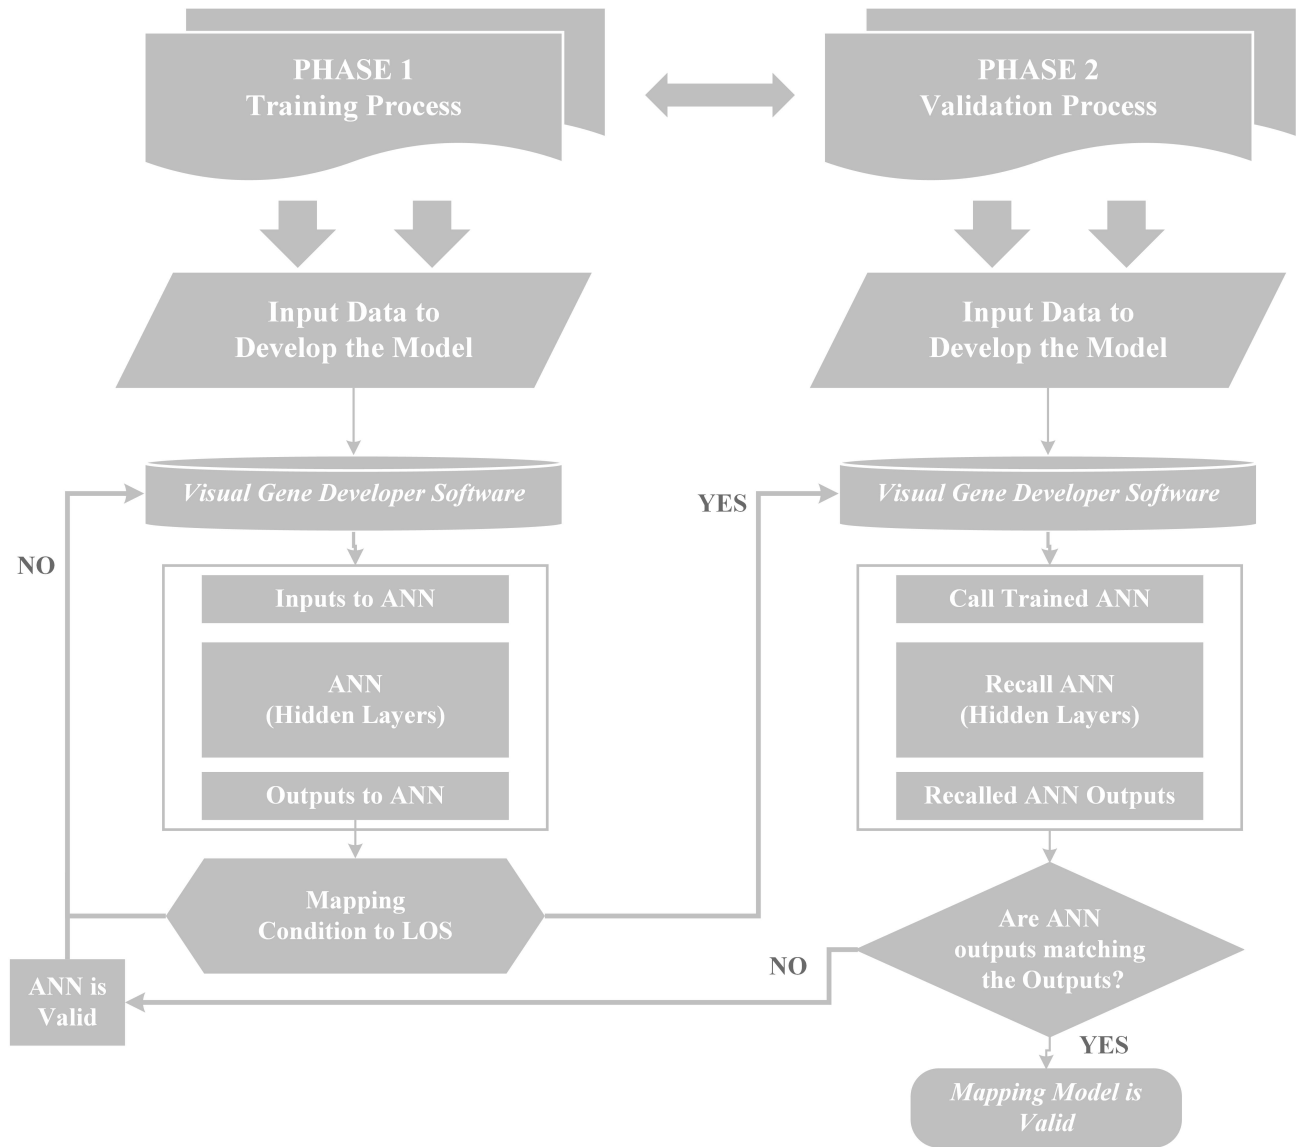 PHASE 1
Training Process
PHASE 2
Validation Process
Input Data to
Develop the Model
Input Data to
Develop the Model
Visual Gene Developer Software
Visual Gene Developer Software
YES
NO
Inputs to ANN
Call Trained ANN
ANN
(Hidden Layers)
Recall ANN
(Hidden Layers)
Outputs to ANN
Recalled ANN Outputs
Mapping
Condition to LOS
Are ANN
outputs matching
the Outputs?
NO
ANN is
Valid
YES
Mapping Model is
Valid